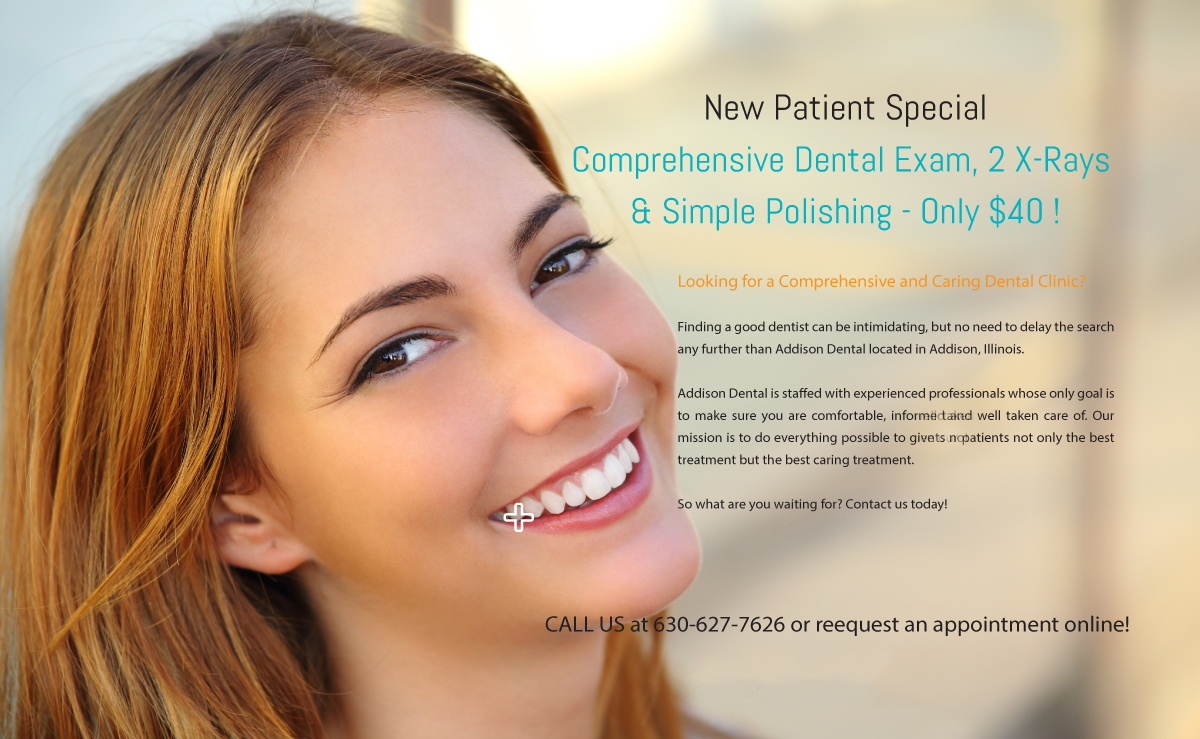 New Patient Special
Comprehensive Dental Exam, 2 X-Rays
& Simple Polishing - Only $40 !
Looking for a Comprehensive and Caring Dental Clinic?
Finding a good dentist can be intimidating, but no need to delay the search
any further than Addison Dental located in Addison, Illinois.
Addison Dental is staffed with experienced professionals whose only goal is
to make sure you are comfortable, informed and well taken care of. Our
mission is to do everything possible to give patients not only the best
treatment but the best caring treatment.
So what are you waiting for? Contact us today!
CALL US at 630-627-7626 or reequest an appointment online!